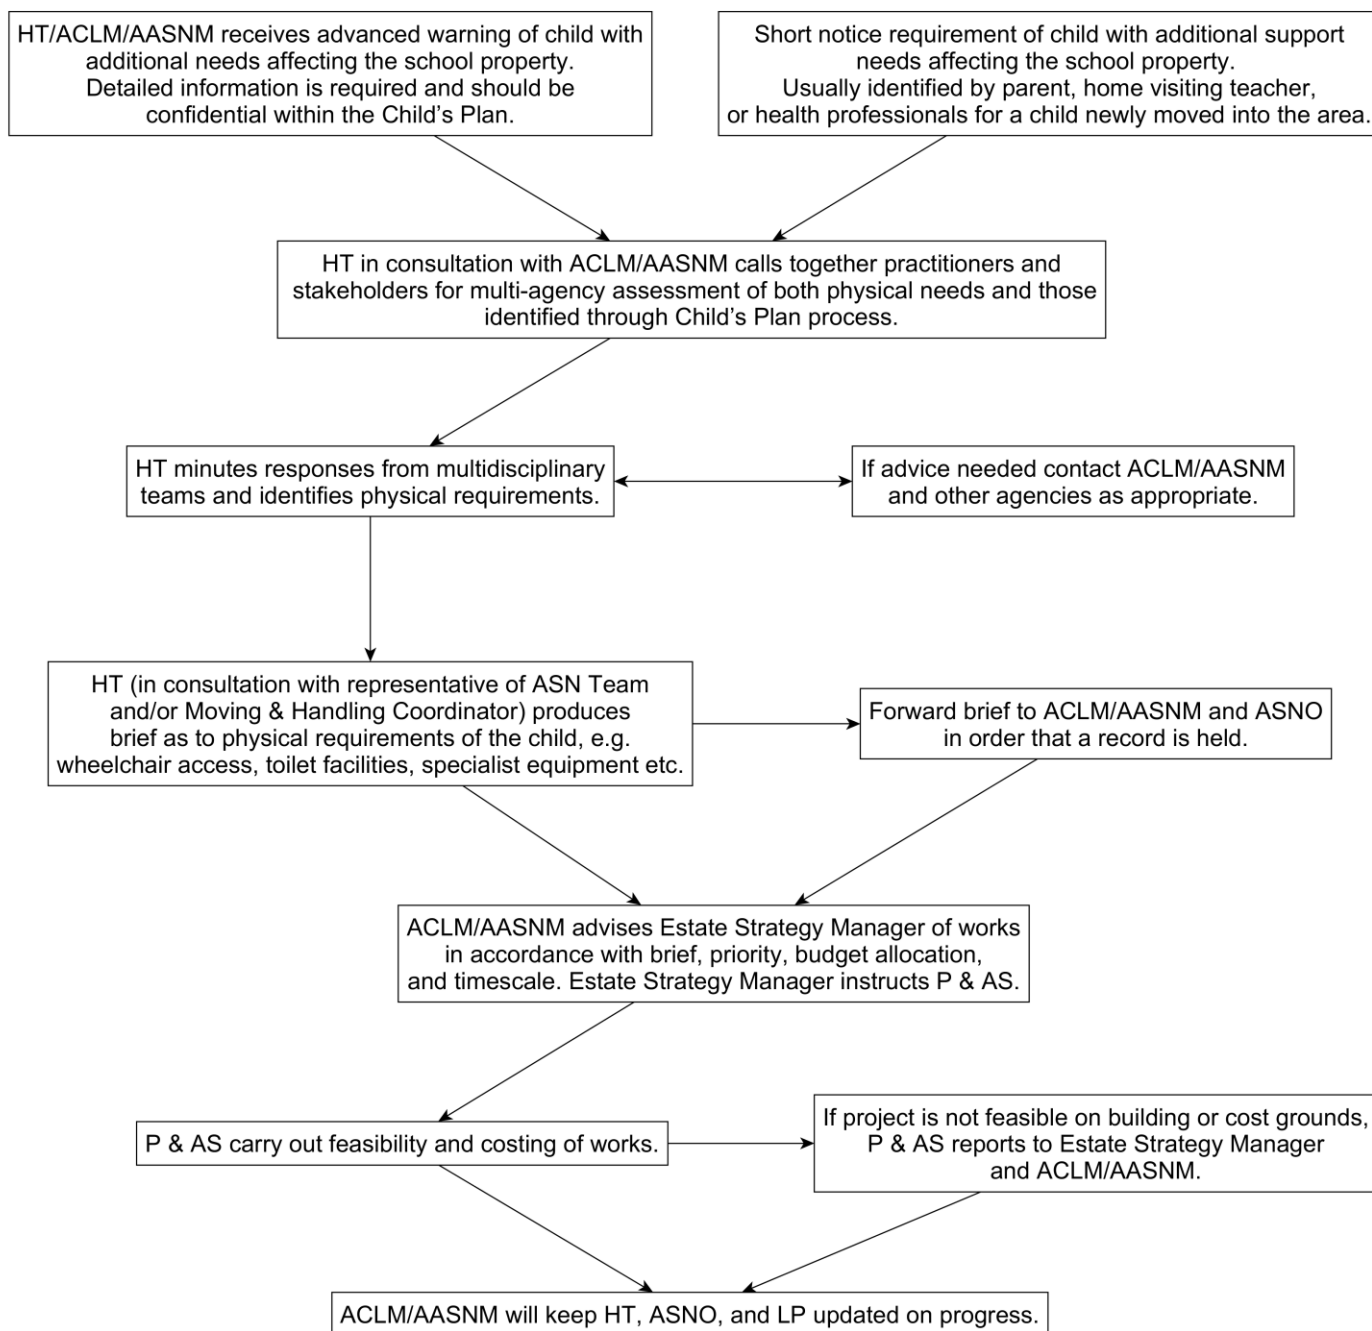 HT/ACLM/AASNM receives advanced warning of child with
additional needs affecting the school property.
Detailed information is required and should be
confidential within the Child’s Plan.
Short notice requirement of child with additional support
needs affecting the school property.
Usually identified by parent, home visiting teacher,
or health professionals for a child newly moved into the area.
HT in consultation with ACLM/AASNM calls together practitioners and
stakeholders for multi-agency assessment of both physical needs and those
identified through Child’s Plan process.
HT minutes responses from multidisciplinary
teams and identifies physical requirements.
If advice needed contact ACLM/AASNM
and other agencies as appropriate.
HT (in consultation with representative of ASN Team
and/or Moving & Handling Coordinator) produces
brief as to physical requirements of the child, e.g.
wheelchair access, toilet facilities, specialist equipment etc.
Forward brief to ACLM/AASNM and ASNO
in order that a record is held.
ACLM/AASNM advises Estate Strategy Manager of works
in accordance with brief, priority, budget allocation,
and timescale. Estate Strategy Manager instructs P & AS.
P & AS carry out feasibility and costing of works.
If project is not feasible on building or cost grounds,
P & AS reports to Estate Strategy Manager
and ACLM/AASNM.
ACLM/AASNM will keep HT, ASNO, and LP updated on progress.